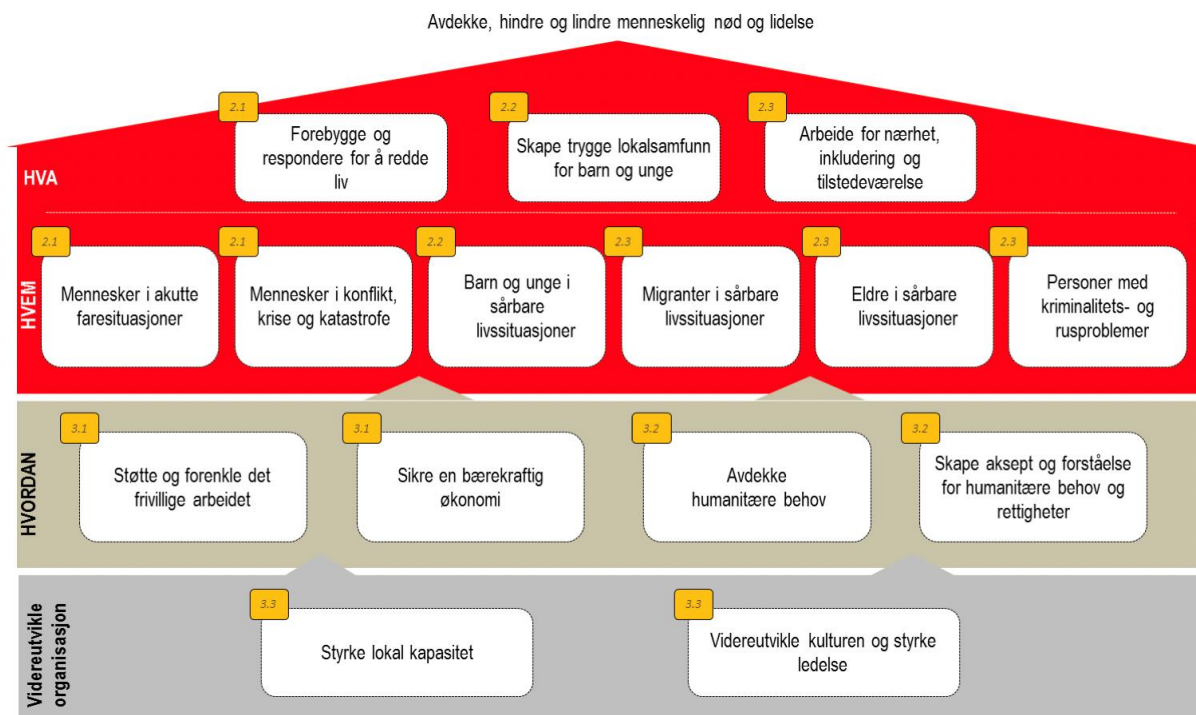 Avdekke, hindre og lindre menneskelig nød og lidelse
HVA
2.1
Forebygge og
respondere for å redde
liv
2.2
Skape trygge lokalsamfunn
for barn og unge
2.3
Arbeide for nærhet,
inkludering og
tilstedeværelse
HVEM
2.1
Mennesker i akutte
faresituasjoner
2.1
Mennesker i konflikt,
krise og katastrofe
2.2
Barn og unge i
sårbare
livssituasjoner
2.3
Migranter i sårbare
livssituasjoner
2.3
Eldre i sårbare
livssituasjoner
2.3
Personer med
kriminalitets- og
rusproblemer
HVORDAN
3.1
Støtte og forenkle det
frivillige arbeidet
3.1
Sikre en bærekraftig
økonomi
3.2
Avdekke
humanitære behov
3.2
Skape aksept og forståelse
for humanitære behov og
rettigheter
Videreutvikle
organisasjon
3.3
Styrke lokal kapasitet
3.3
Videreutvikle kulturen og styrke
ledelse